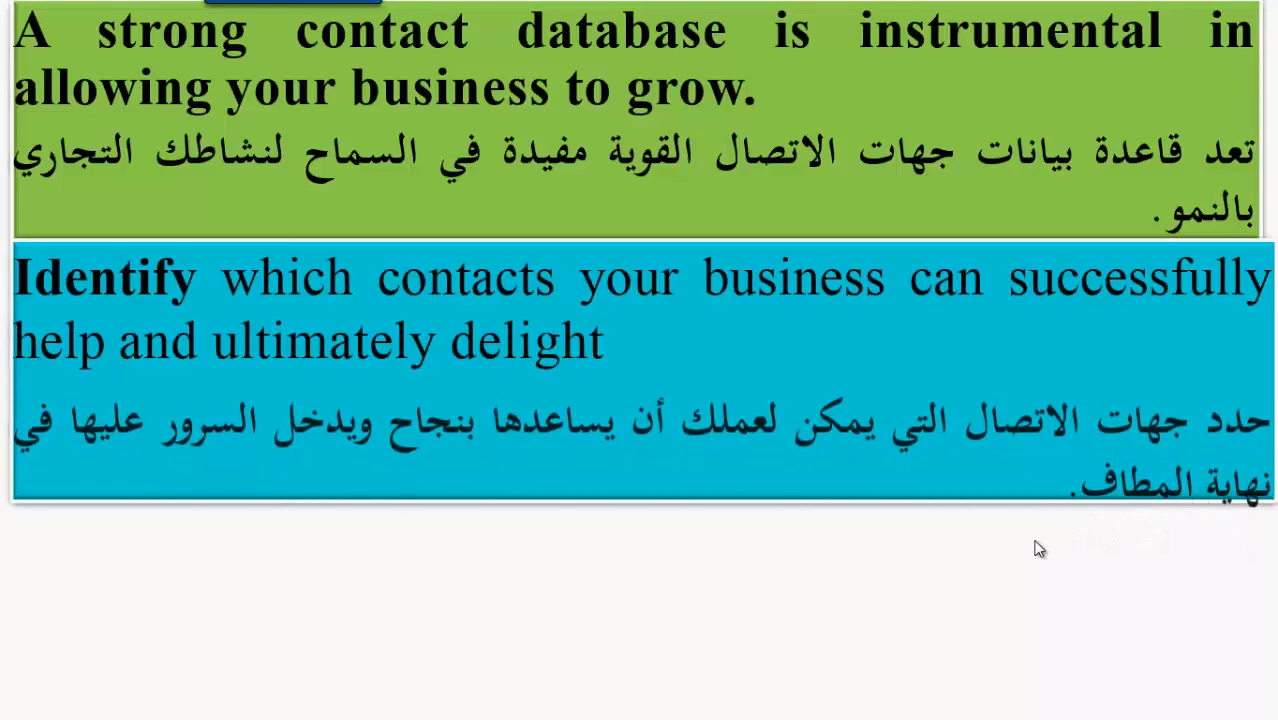 A strong contact database is instrumental in
allowing your business to grow.
تعد قاعدة بيانات جهات الاتصال القوية مفيدة في السماح لنشاطك التجاري
بالنمو.
Identify which contacts your business can successfully
help and ultimately delight
حدد جهات الاتصال التي يمكن لعملك أن يساعدها بنجاح ويدخل السرور عليها في
نهاية المطاف.